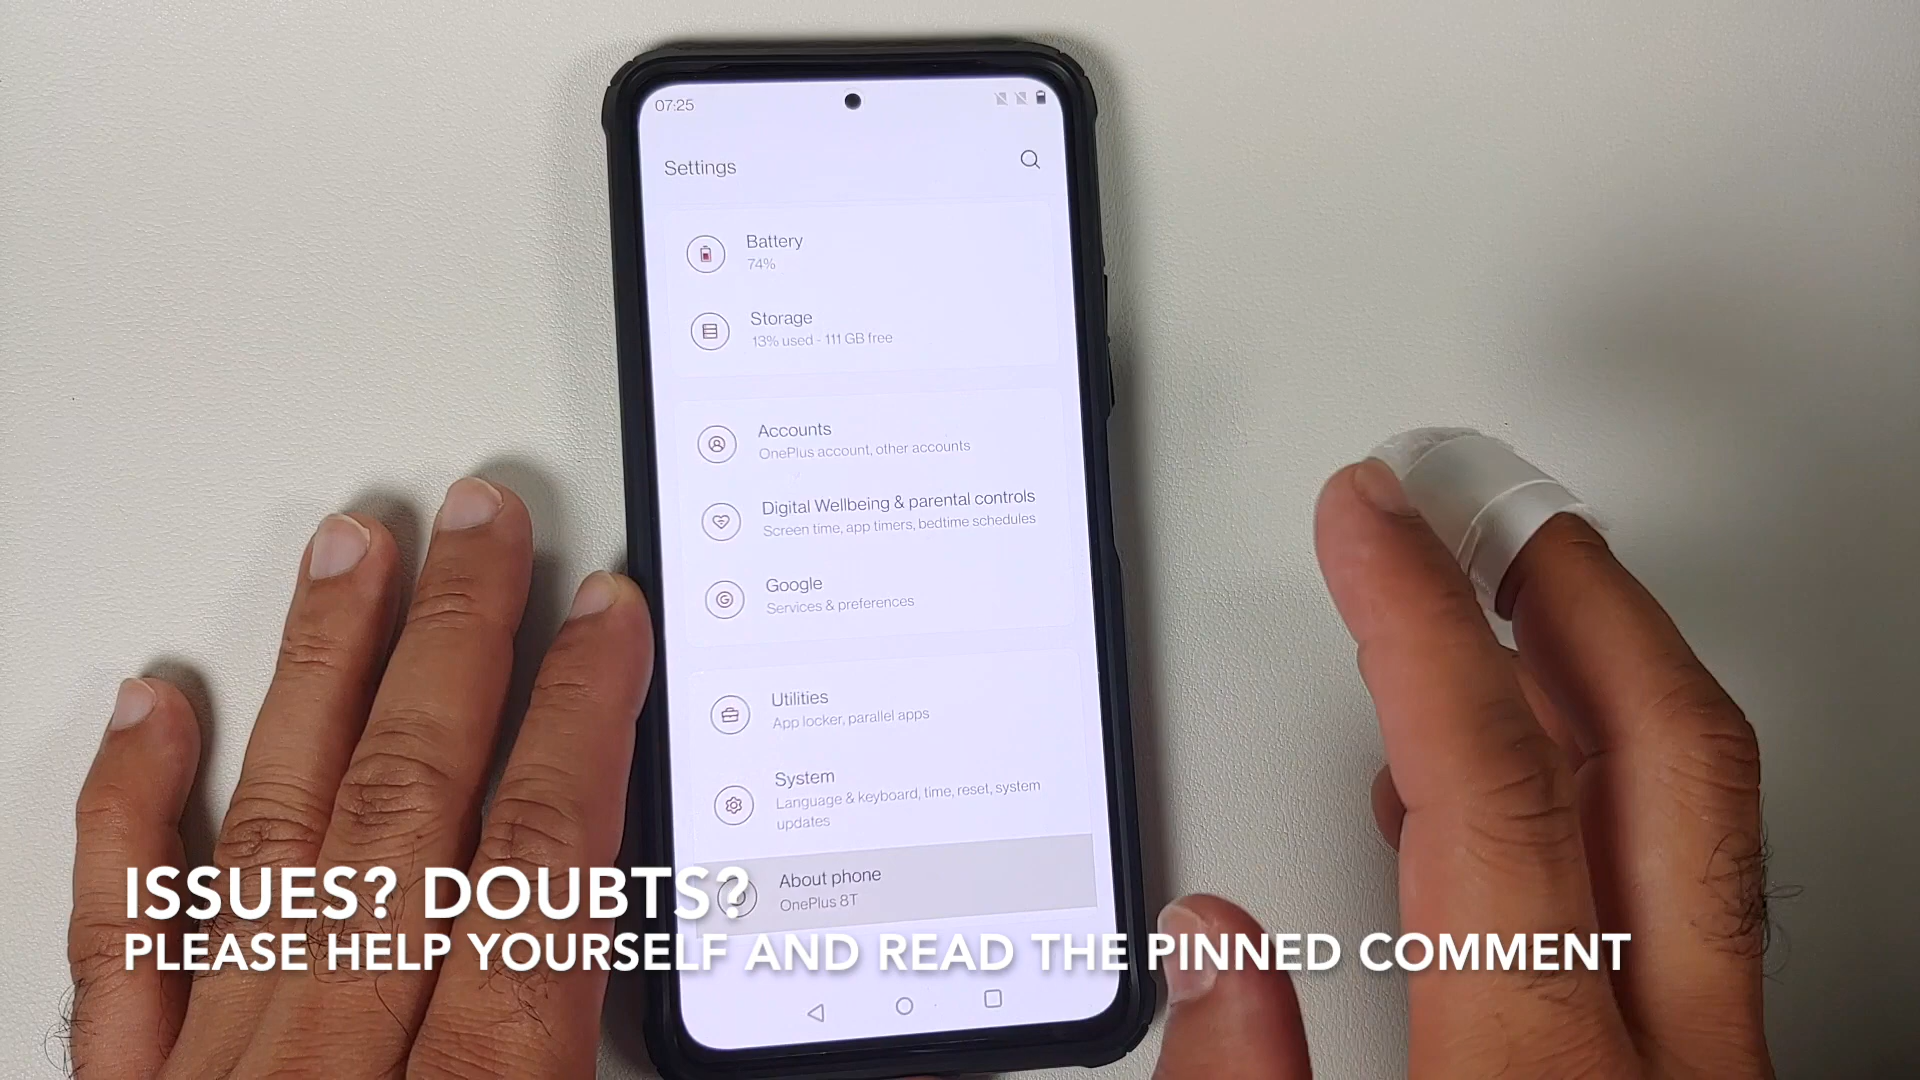 07:25
Settings
Battery
74%
Storage
13% used - 111 GB free
Accounts
OnePlus account, other accounts
Digital Wellbeing & parental controls
Screen time, app timers, bedtime schedules
Google
Services & preferences
Utilities
App locker, parallel apps
System
Language & keyboard, time, reset, system
updates
About phone
OnePlus 8T
ISSUES? DOUBTS?
PLEASE HELP YOURSELF AND READ THE PINNED COMMENT